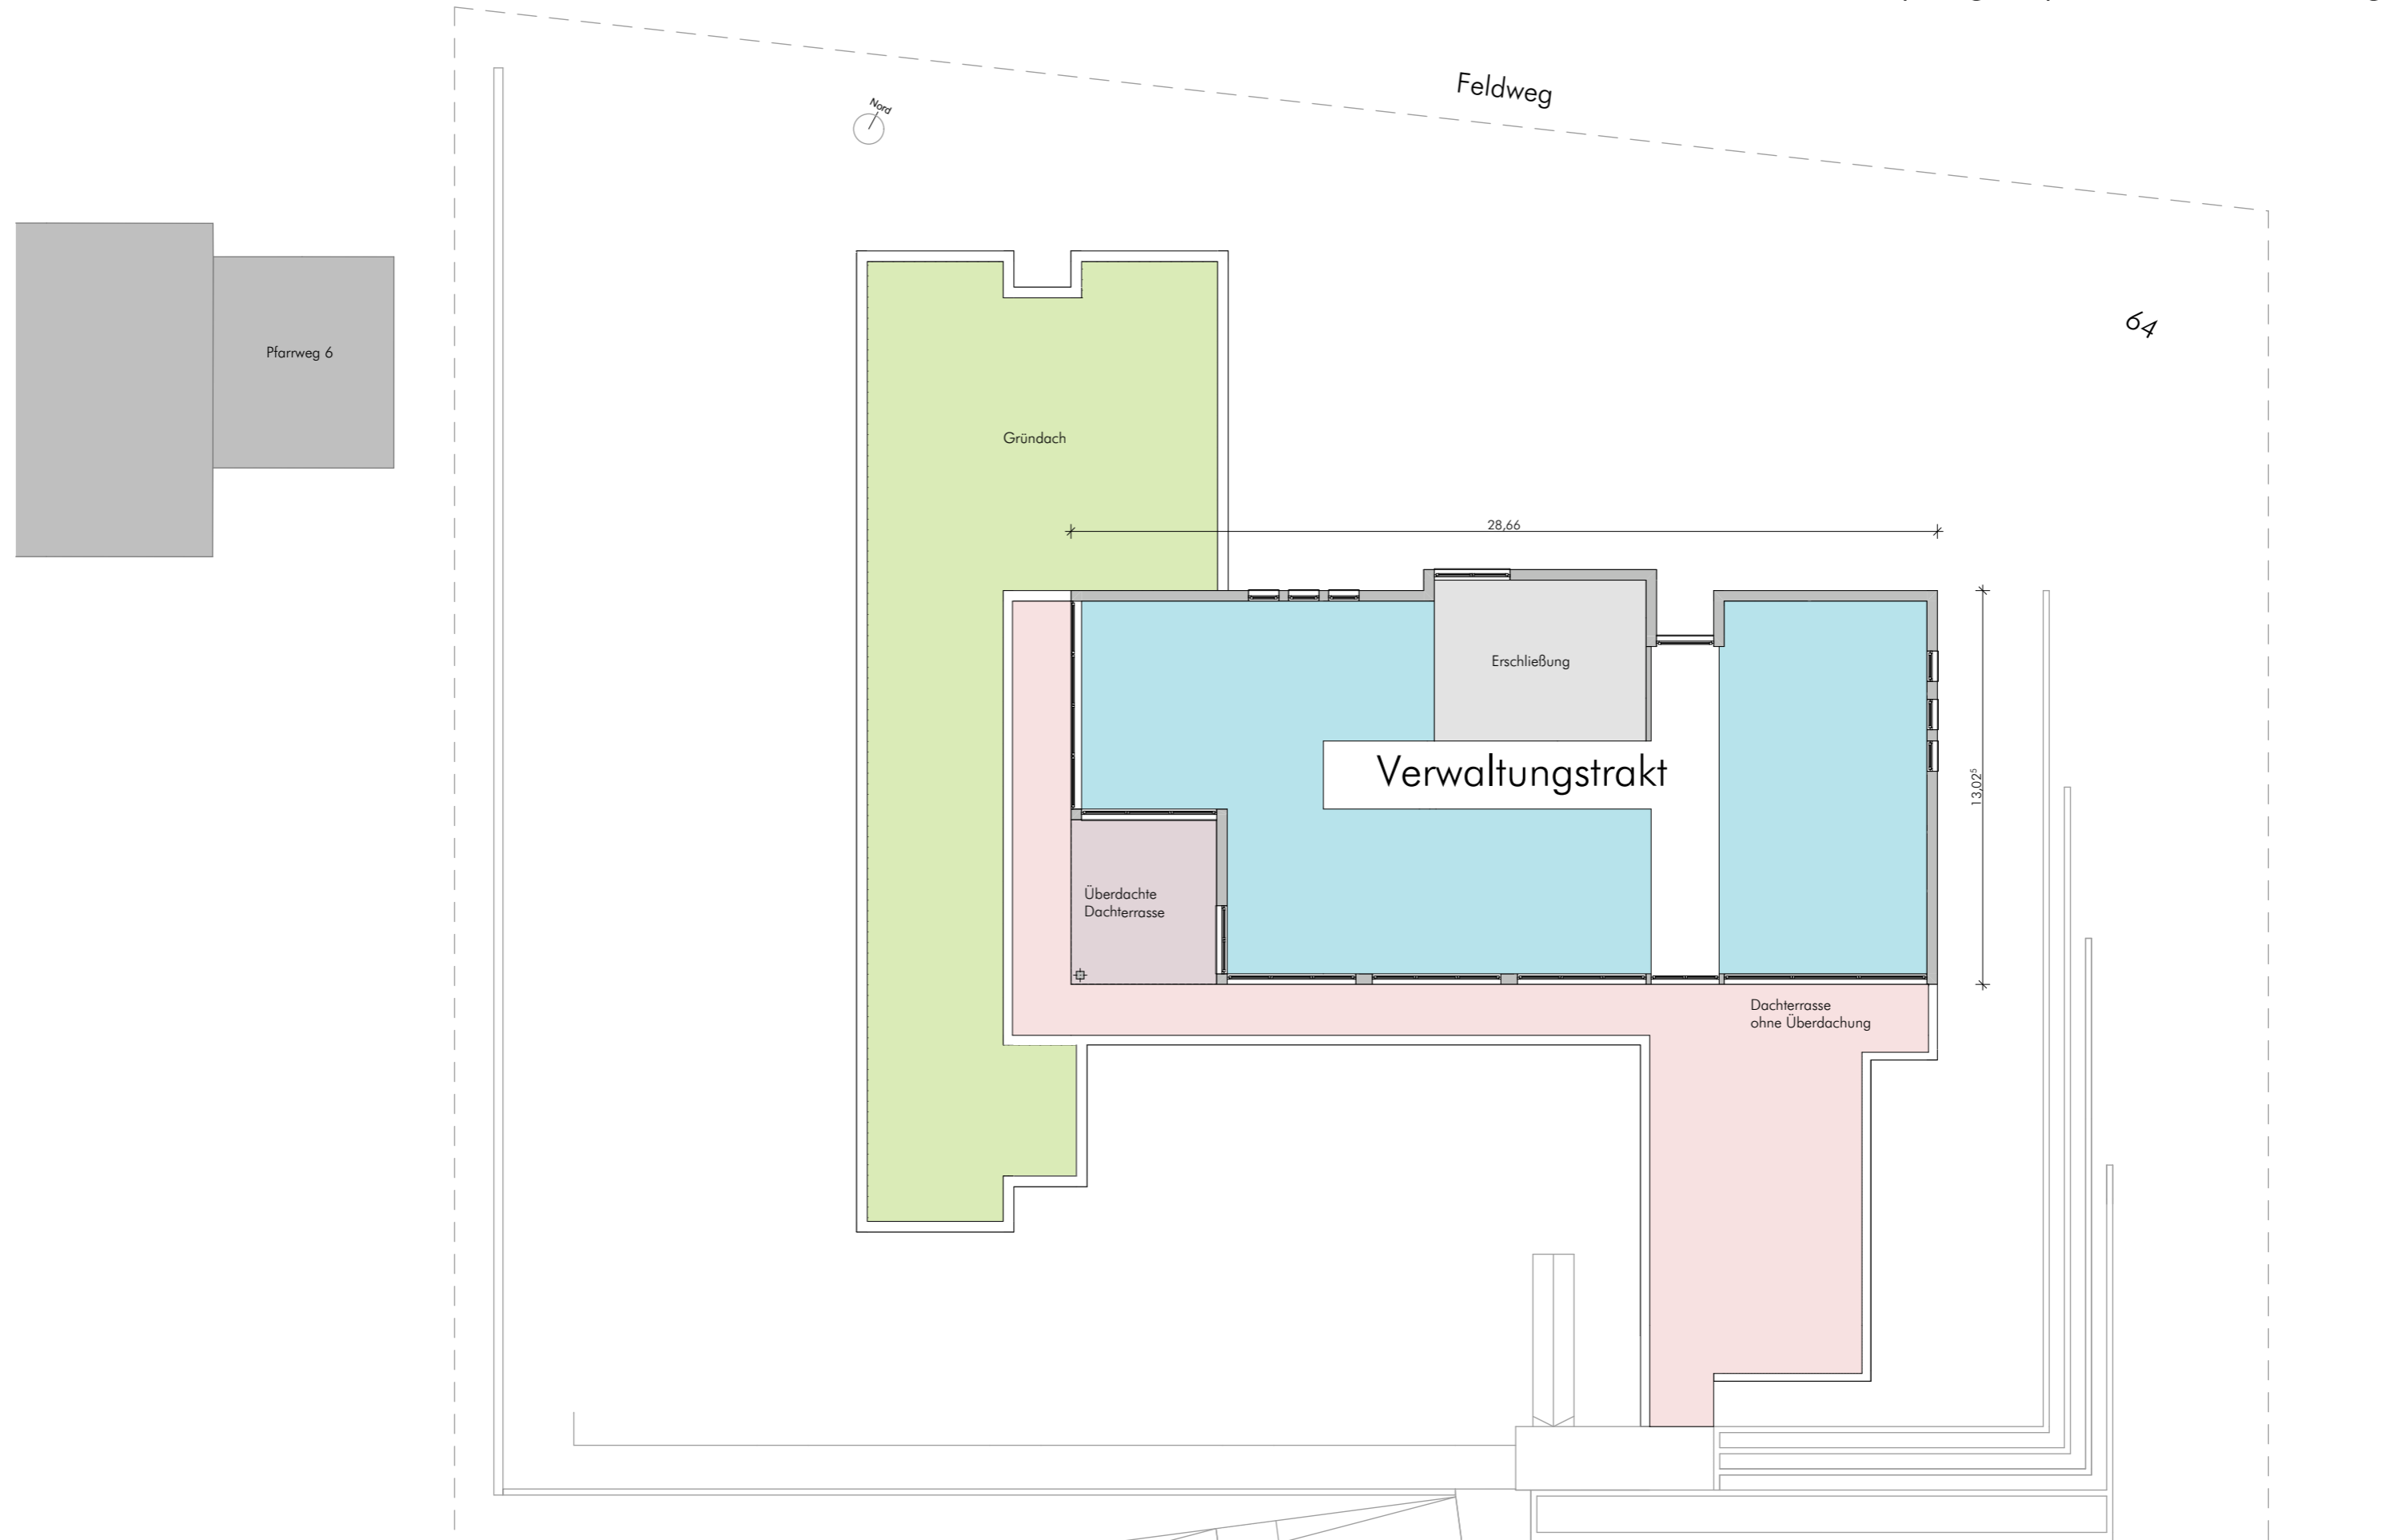 Feldweg
Nord
64
Pfarrweg 6
Gründach
28,66
Erschließung
Verwaltungstrakt
13,02⁵
Überdachte
Dachterrasse
Dachterrasse
ohne Überdachung